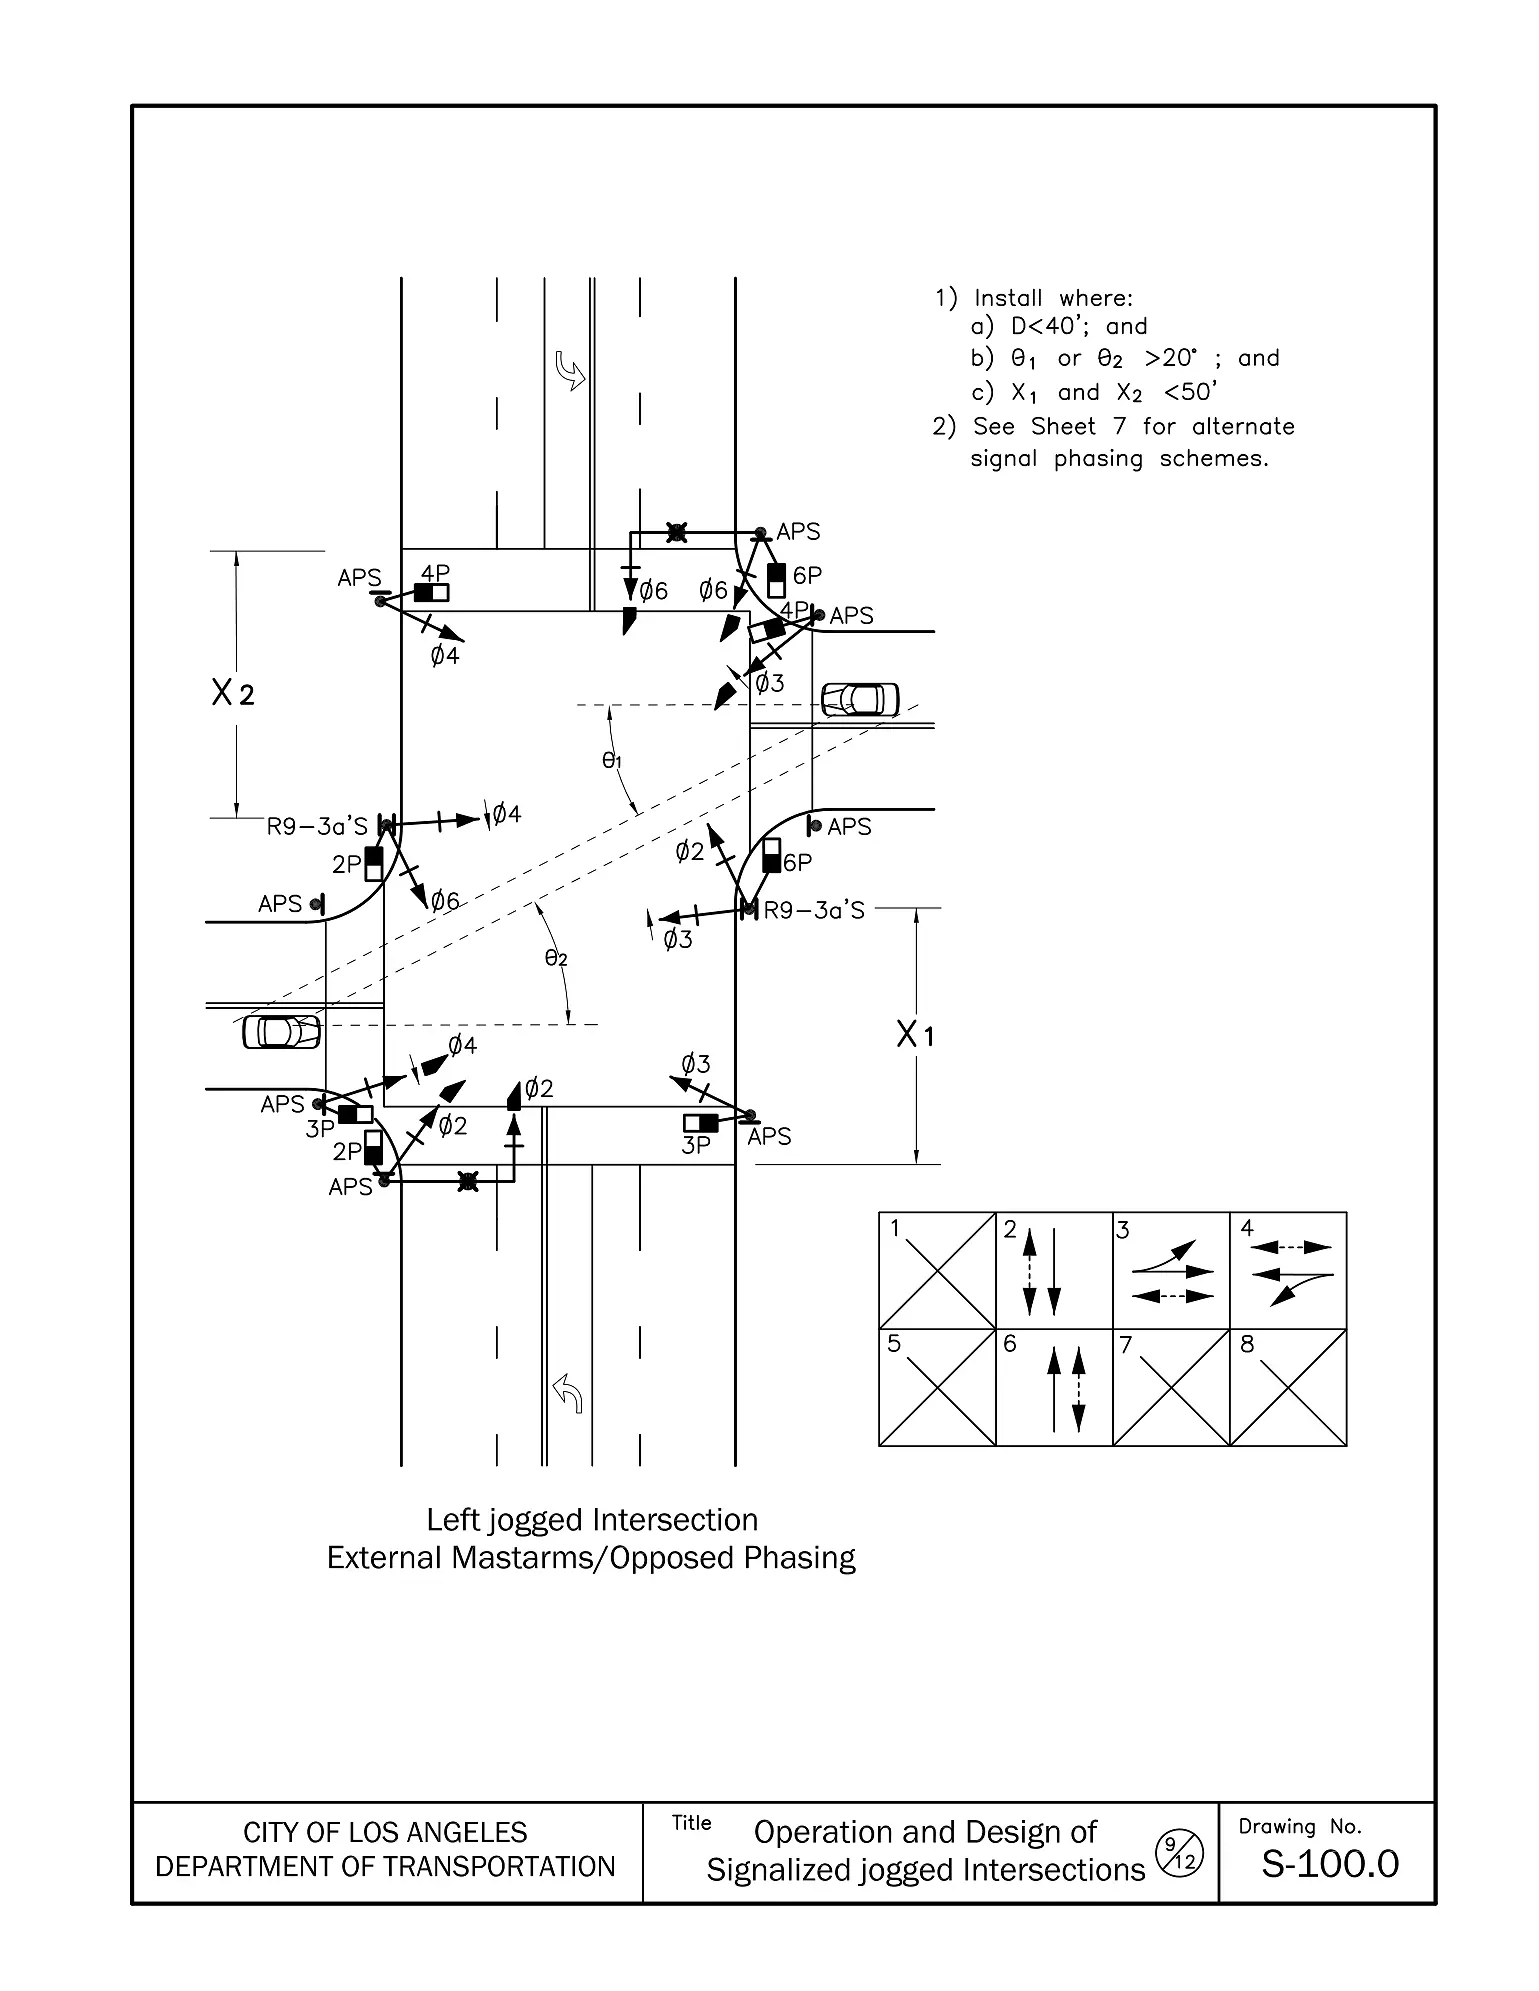 1) Install where:
a) D<40'; and
b) θ1 or θ2 >20° ; and
c) X1 and X2 <50'
2) See Sheet 7 for alternate
signal phasing schemes.
APS
APS
4P
6P
Ø6
Ø6
4P
APS
Ø4
Ø3
X2
θ1
R9-3a'S
Ø4
APS
2P
Ø2
6P
APS
Ø6
R9-3a'S
Ø3
θ2
X1
Ø4
Ø3
APS
Ø2
3P
Ø2
3P
APS
2P
APS
1
2
3
4
5
6
7
8
Left jogged Intersection
External Mastarms/Opposed Phasing
CITY OF LOS ANGELES
DEPARTMENT OF TRANSPORTATION
Title
Operation and Design of
Signalized jogged Intersections
9/12
Drawing No.
S-100.0